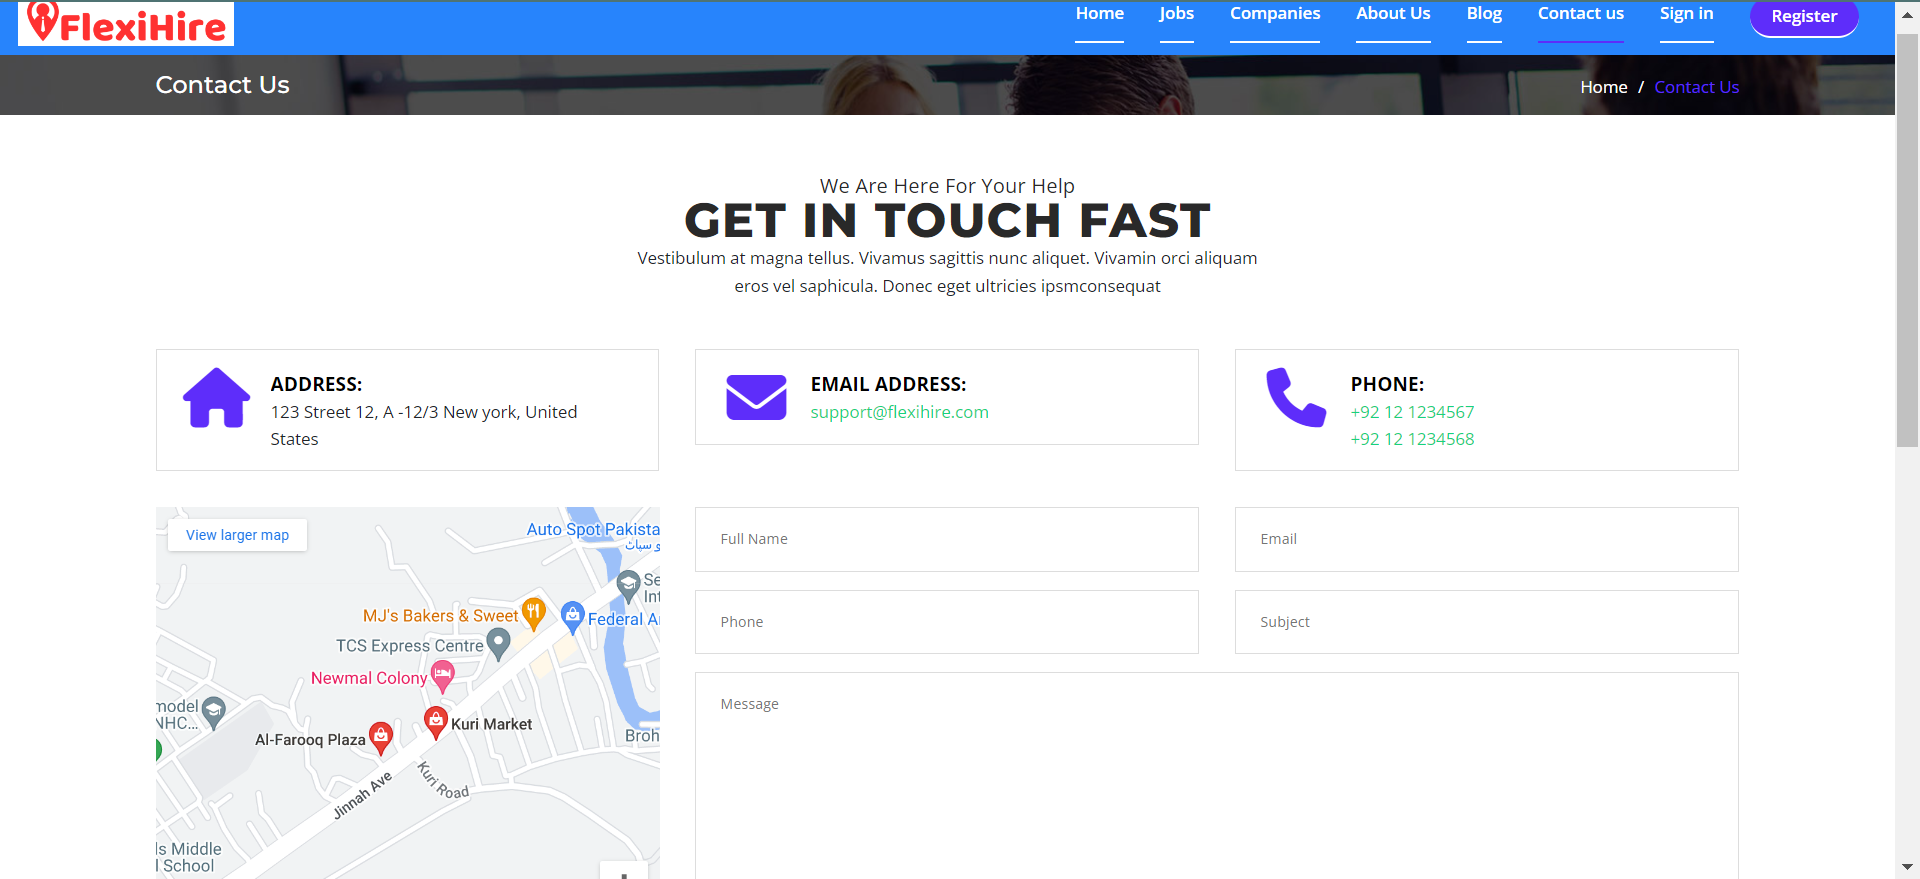 FlexiHire
Home Jobs Companies About Us Blog Contact us Sign in Register
Contact Us
Home / Contact Us
We Are Here For Your Help
GET IN TOUCH FAST
Vestibulum at magna tellus. Vivamus sagittis nunc aliquet. Vivamin orci aliquam
eros vel saphicula. Donec eget ultricies ipsmconsequat
ADDRESS:
123 Street 12, A -12/3 New york, United
States
EMAIL ADDRESS:
support@flexihire.com
PHONE:
+92 12 1234567
+92 12 1234568
View larger map
Auto Spot Pakista
و سپاٹ
Se
Int
MJ's Bakers & Sweet
Federal A
TCS Express Centre
Newmal Colony
model
NHC...
Kuri Market
Al-Farooq Plaza
Broh
Kuri Road
Jinnah Ave
ls Middle
l School
Full Name
Email
Phone
Subject
Message